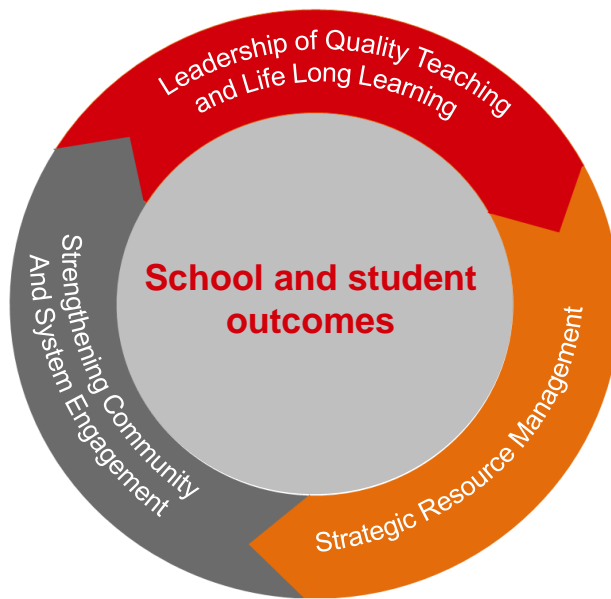 Leadership of Quality Teaching
and Life Long Learning
School and student
outcomes
Strengthening Community
And System Engagement
Strategic Resource Management